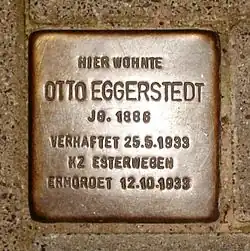 HIER WOHNTE
OTTO EGGERSTEDT
JG. 1886
VERHAFTET 25.5.1933
KZ ESTERWEGEN
ERMORDET 12.10.1933